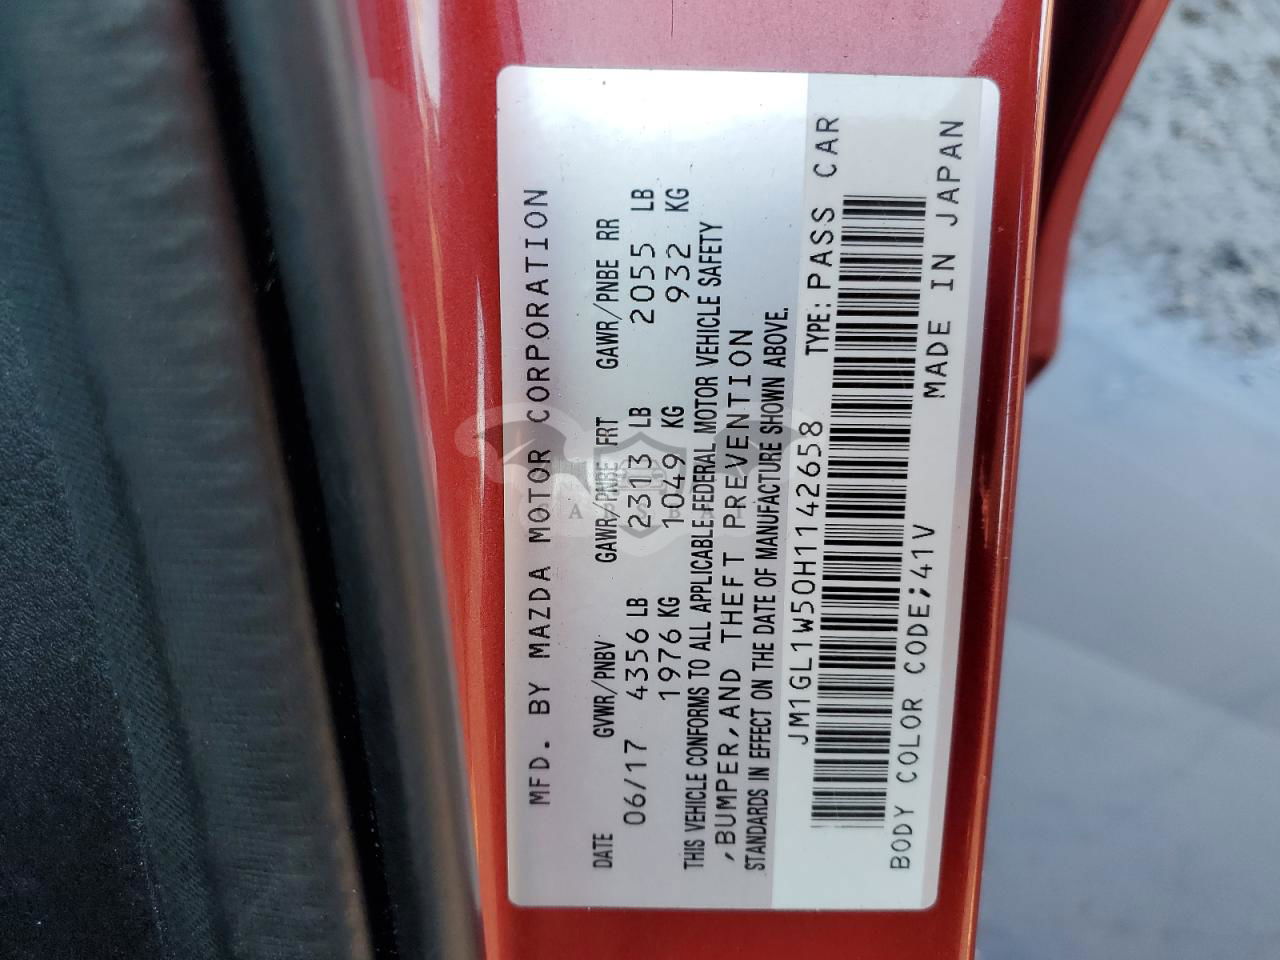 MFD. BY MAZDA MOTOR CORPORATION
DATE GVWR/PNBV GAWR/PNBE FRT GAWR/PNBE RR
06/17 4356 LB 2313 LB 2055 LB
1976 KG 1049 KG 932 KG
THIS VEHICLE CONFORMS TO ALL APPLICABLE FEDERAL MOTOR VEHICLE SAFETY
,BUMPER,AND THEFT PREVENTION
STANDARDS IN EFFECT ON THE DATE OF MANUFACTURE SHOWN ABOVE.
JM1GL1W50H1142658 TYPE: PASS CAR
BODY COLOR CODE;41V MADE IN JAPAN